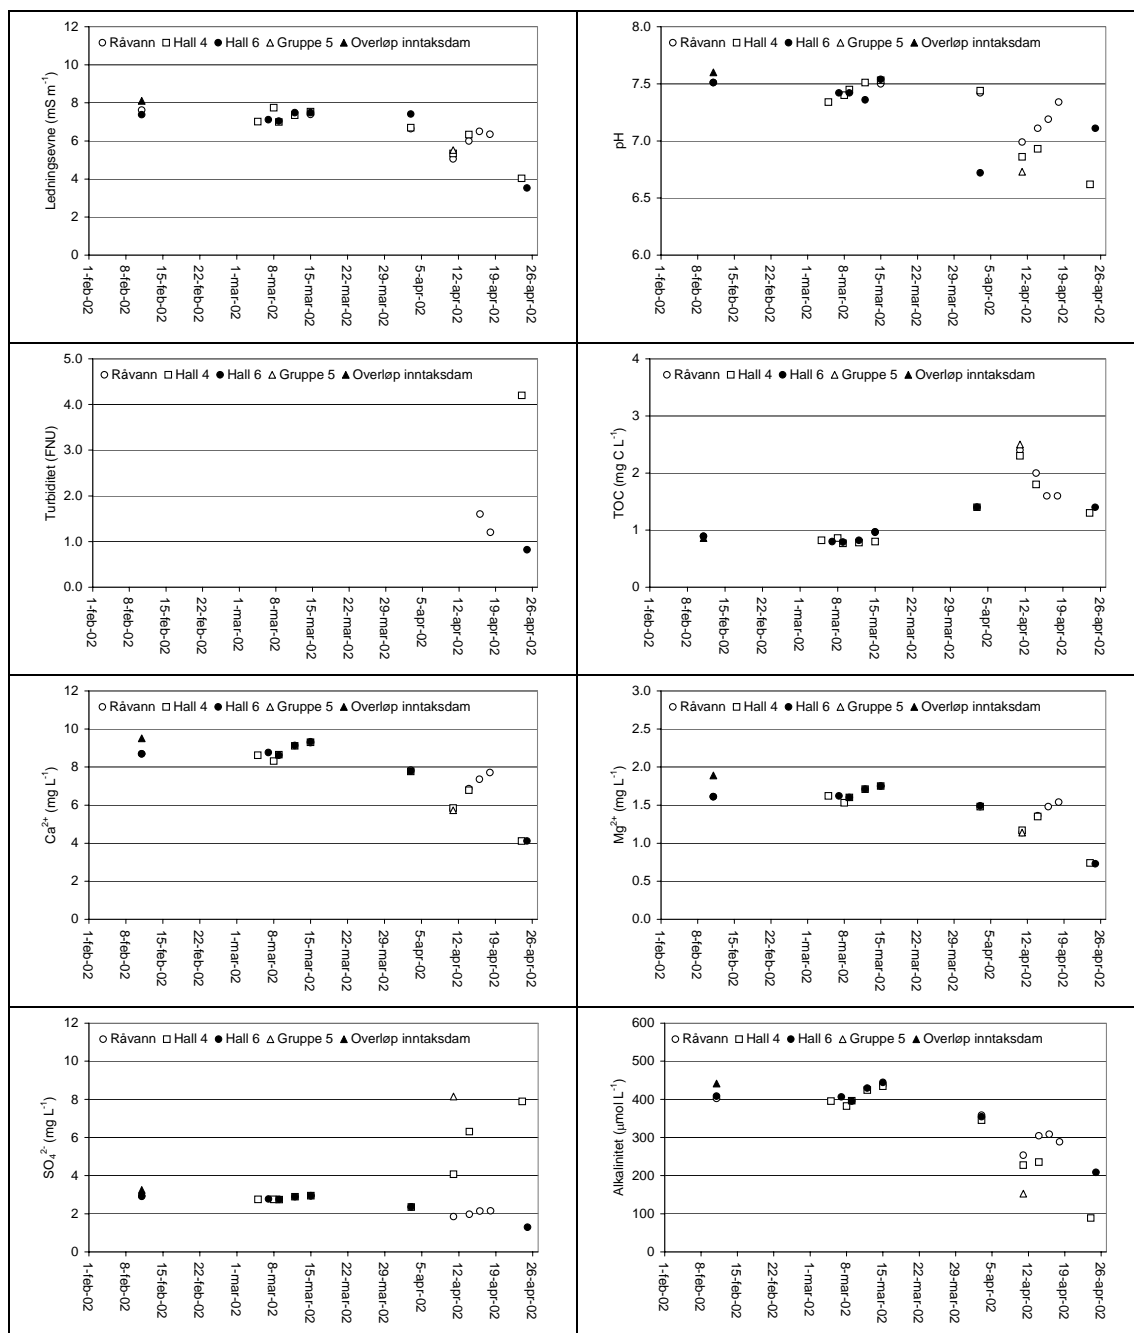 12
10
8
6
4
2
0
Ledningsevne (mS m⁻¹)
Råvann Hall 4 Hall 6 Gruppe 5 Overløp inntaksdam
1-feb-02 8-feb-02 15-feb-02 22-feb-02 1-mar-02 8-mar-02 15-mar-02 22-mar-02 29-mar-02 5-apr-02 12-apr-02 19-apr-02 26-apr-02
8.0
7.5
7.0
6.5
6.0
pH
Råvann Hall 4 Hall 6 Gruppe 5 Overløp inntaksdam
1-feb-02 8-feb-02 15-feb-02 22-feb-02 1-mar-02 8-mar-02 15-mar-02 22-mar-02 29-mar-02 5-apr-02 12-apr-02 19-apr-02 26-apr-02
5.0
4.0
3.0
2.0
1.0
0.0
Turbiditet (FNU)
Råvann Hall 4 Hall 6 Gruppe 5 Overløp inntaksdam
1-feb-02 8-feb-02 15-feb-02 22-feb-02 1-mar-02 8-mar-02 15-mar-02 22-mar-02 29-mar-02 5-apr-02 12-apr-02 19-apr-02 26-apr-02
4
3
2
1
0
TOC (mg C L⁻¹)
Råvann Hall 4 Hall 6 Gruppe 5 Overløp inntaksdam
1-feb-02 8-feb-02 15-feb-02 22-feb-02 1-mar-02 8-mar-02 15-mar-02 22-mar-02 29-mar-02 5-apr-02 12-apr-02 19-apr-02 26-apr-02
12
10
8
6
4
2
0
Ca²⁺ (mg L⁻¹)
Råvann Hall 4 Hall 6 Gruppe 5 Overløp inntaksdam
1-feb-02 8-feb-02 15-feb-02 22-feb-02 1-mar-02 8-mar-02 15-mar-02 22-mar-02 29-mar-02 5-apr-02 12-apr-02 19-apr-02 26-apr-02
3.0
2.5
2.0
1.5
1.0
0.5
0.0
Mg²⁺ (mg L⁻¹)
Råvann Hall 4 Hall 6 Gruppe 5 Overløp inntaksdam
1-feb-02 8-feb-02 15-feb-02 22-feb-02 1-mar-02 8-mar-02 15-mar-02 22-mar-02 29-mar-02 5-apr-02 12-apr-02 19-apr-02 26-apr-02
12
10
8
6
4
2
0
SO₄²⁻ (mg L⁻¹)
Råvann Hall 4 Hall 6 Gruppe 5 Overløp inntaksdam
1-feb-02 8-feb-02 15-feb-02 22-feb-02 1-mar-02 8-mar-02 15-mar-02 22-mar-02 29-mar-02 5-apr-02 12-apr-02 19-apr-02 26-apr-02
600
500
400
300
200
100
0
Alkalinitet (µmol L⁻¹)
Råvann Hall 4 Hall 6 Gruppe 5 Overløp inntaksdam
1-feb-02 8-feb-02 15-feb-02 22-feb-02 1-mar-02 8-mar-02 15-mar-02 22-mar-02 29-mar-02 5-apr-02 12-apr-02 19-apr-02 26-apr-02